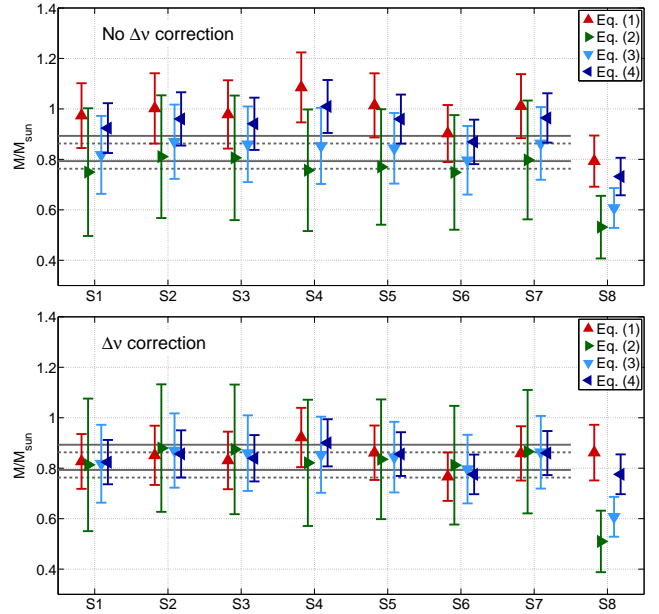 No Δν correction
Eq. (1)
Eq. (2)
Eq. (3)
Eq. (4)
M/M_sun
1.4
1.2
1
0.8
0.6
0.4
S1 S2 S3 S4 S5 S6 S7 S8
Δν correction
Eq. (1)
Eq. (2)
Eq. (3)
Eq. (4)
M/M_sun
1.4
1.2
1
0.8
0.6
0.4
S1 S2 S3 S4 S5 S6 S7 S8